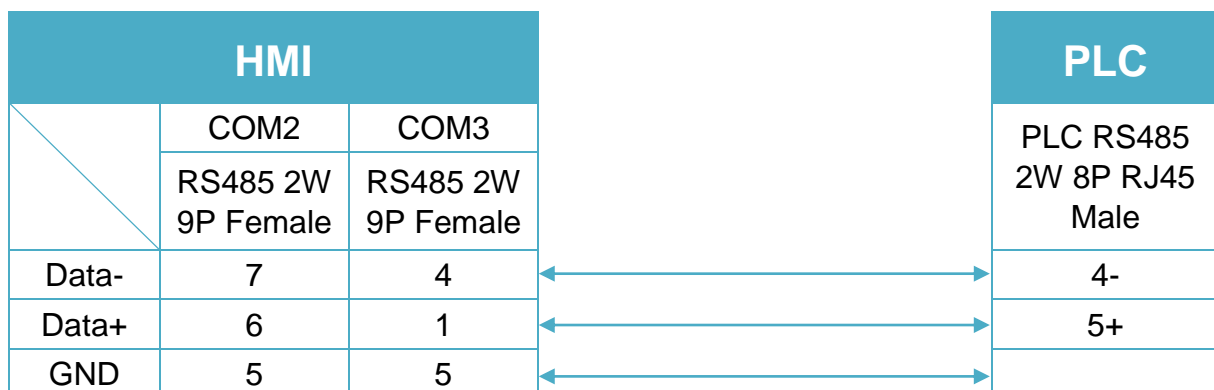 HMI PLC
COM2 COM3 PLC RS485
2W 8P RJ45
Male
RS485 2W RS485 2W
9P Female 9P Female
Data- 7 4 4-
Data+ 6 1 5+
GND 5 5